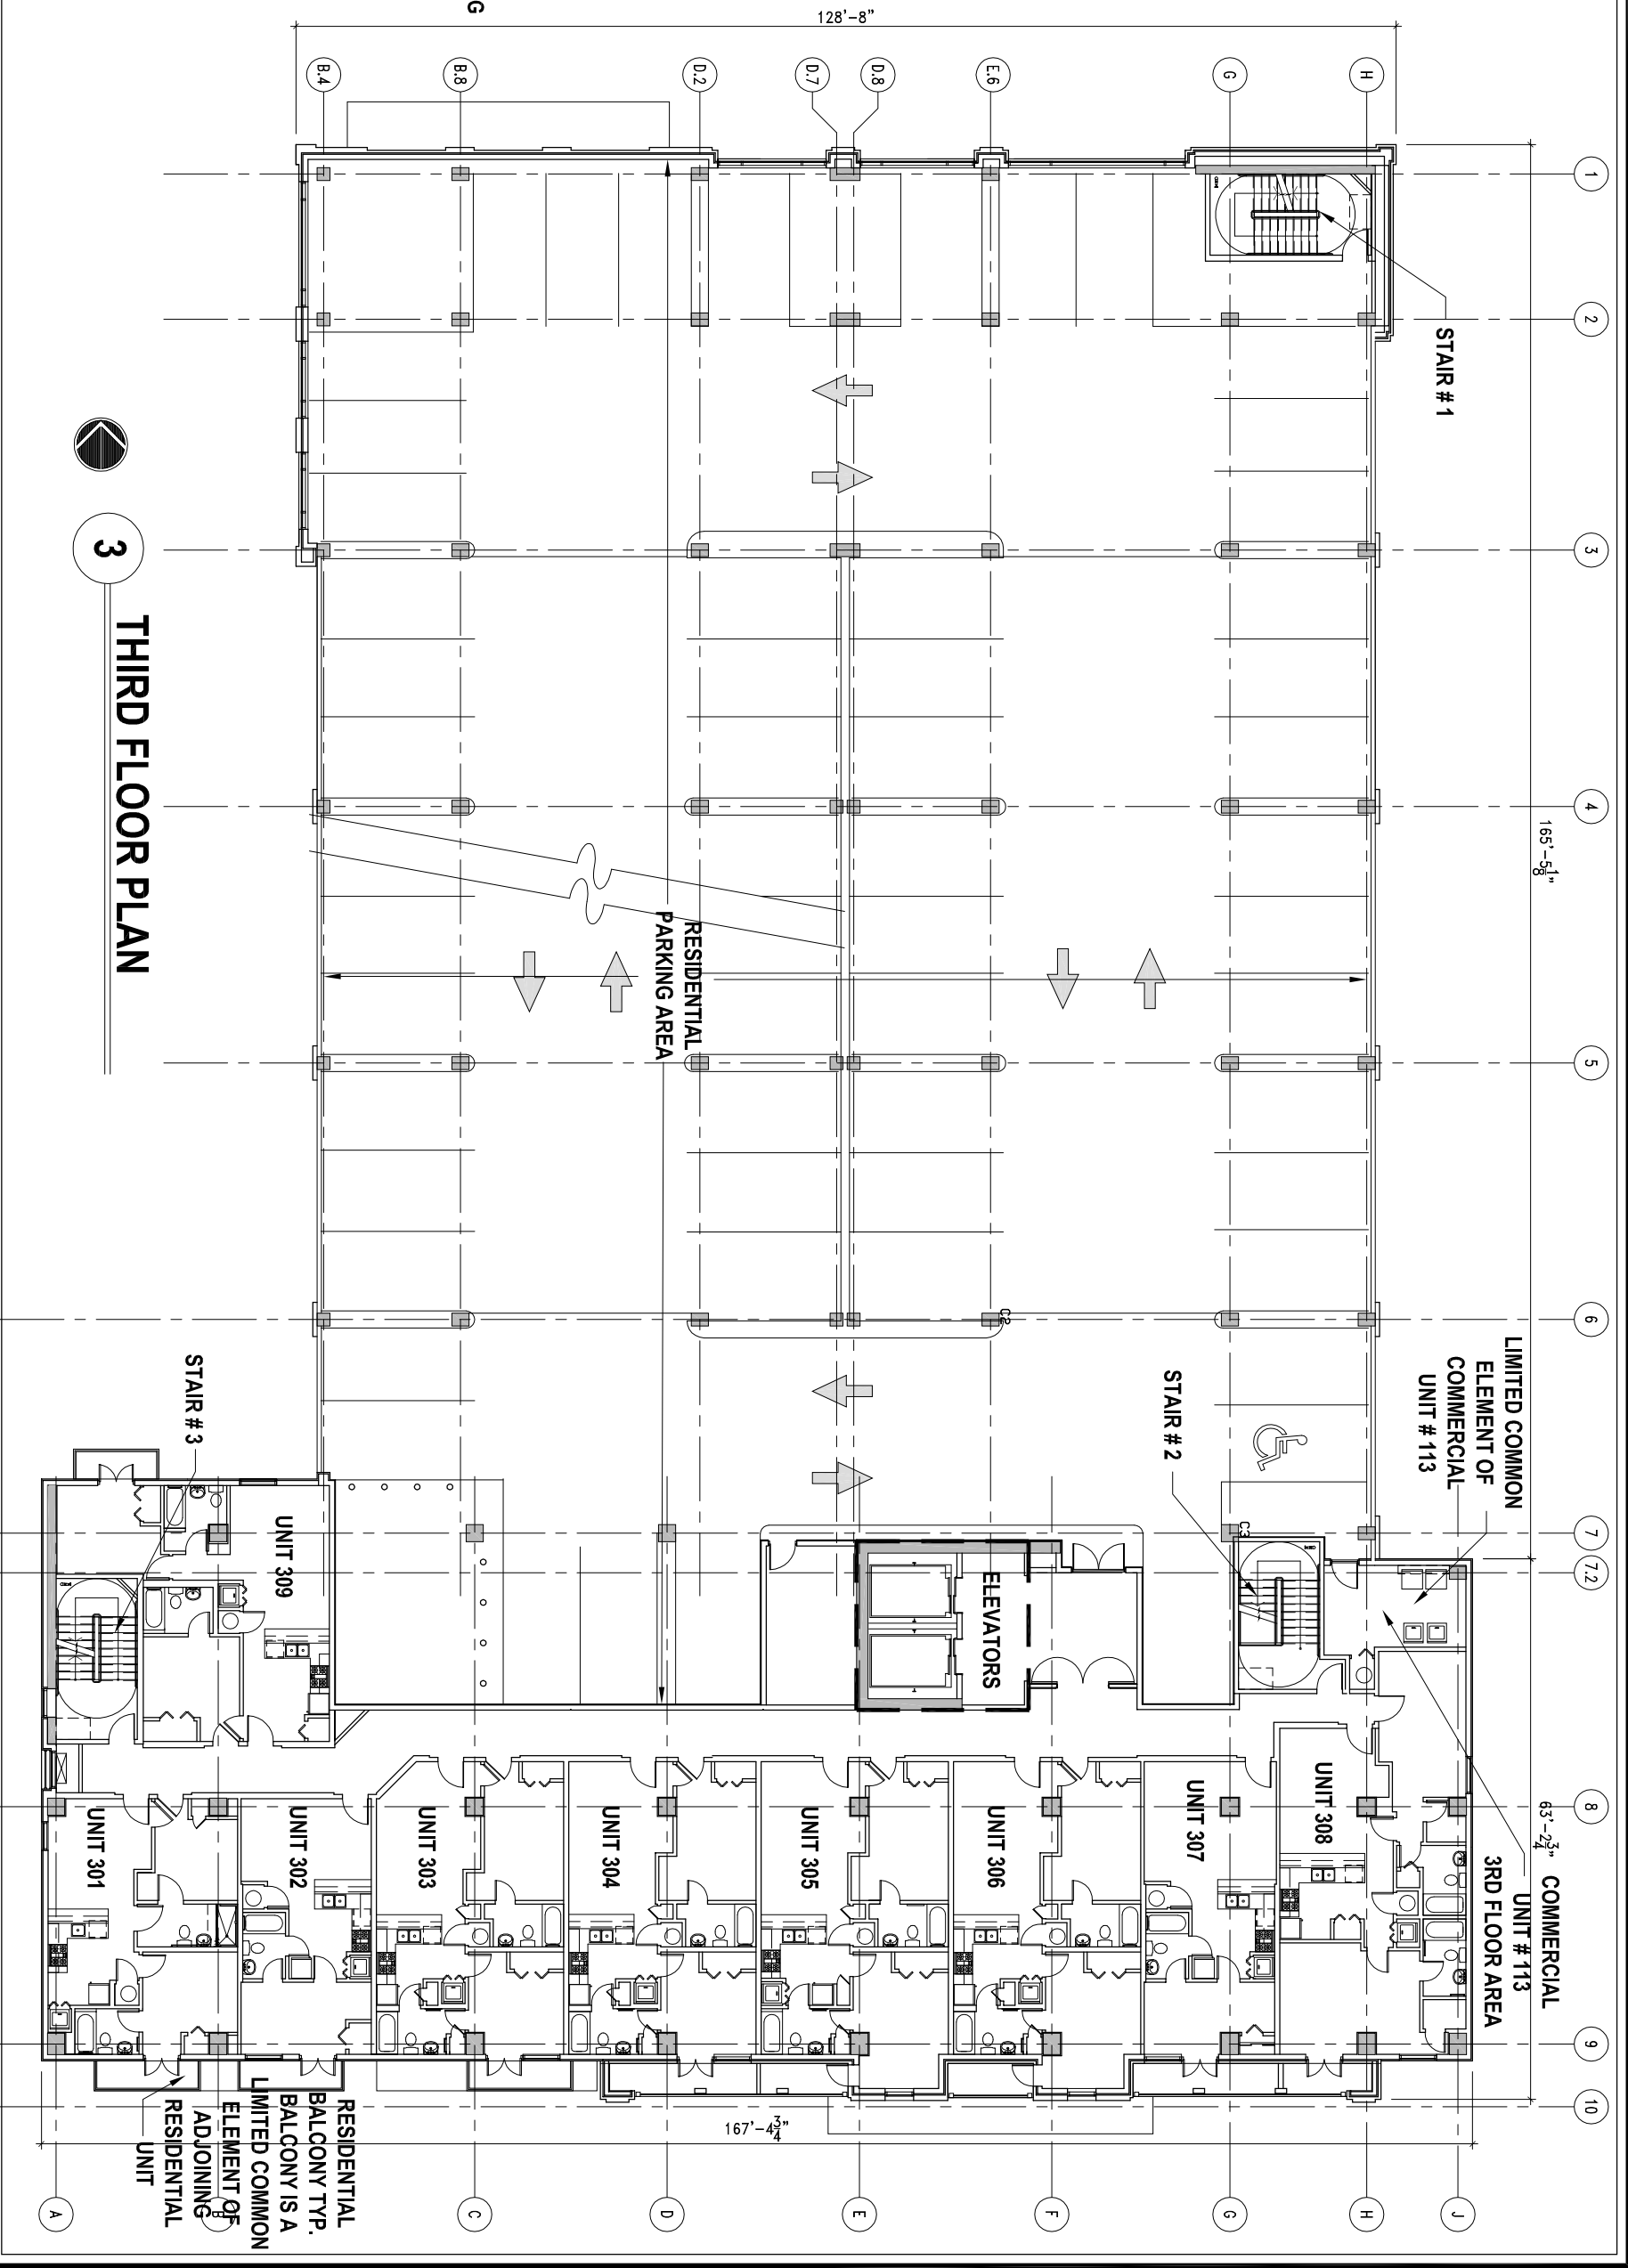 G
128'-8"
B.4
B.8
D.2
D.7
D.8
E.6
G
H
1
2
3
4
5
6
7
7.2
8
9
10
165'-5 1/8"
63'-2 3/4"
STAIR # 1
RESIDENTIAL
PARKING AREA
C2
C3
LIMITED COMMON
ELEMENT OF
COMMERCIAL
UNIT # 113
STAIR # 2
STAIR # 3
ELEVATORS
COMMERCIAL
UNIT # 113
3RD FLOOR AREA
UNIT 309
UNIT 301
UNIT 302
UNIT 303
UNIT 304
UNIT 305
UNIT 306
UNIT 307
UNIT 308
RESIDENTIAL
BALCONY TYP.
BALCONY IS A
LIMITED COMMON
ELEMENT OF
ADJOINING
RESIDENTIAL
UNIT
167'-4 3/4"
A
B
C
D
E
F
G
H
J
3
THIRD FLOOR PLAN